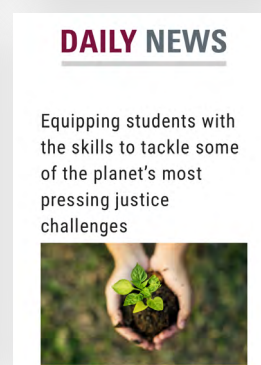 DAILY NEWS
Equipping students with
the skills to tackle some
of the planet's most
pressing justice
challenges